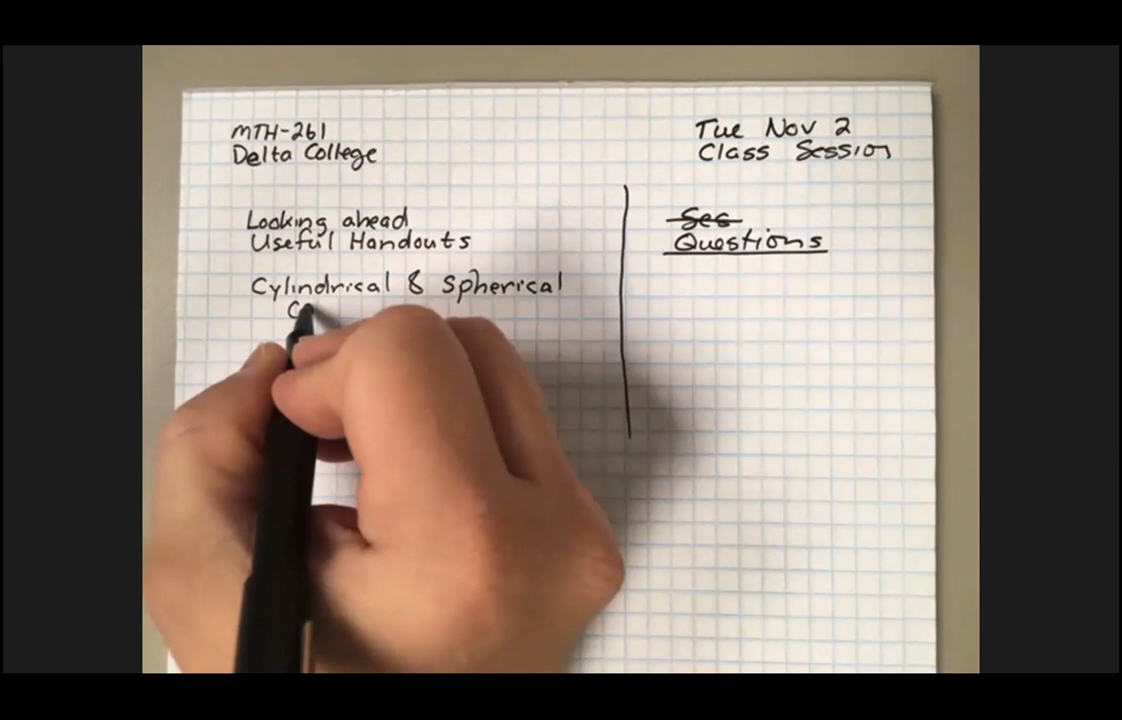 MTH-261
Delta College
Tue Nov 2
Class Session
Looking ahead
Useful Handouts
Cylindrical & Spherical
Ses
Questions